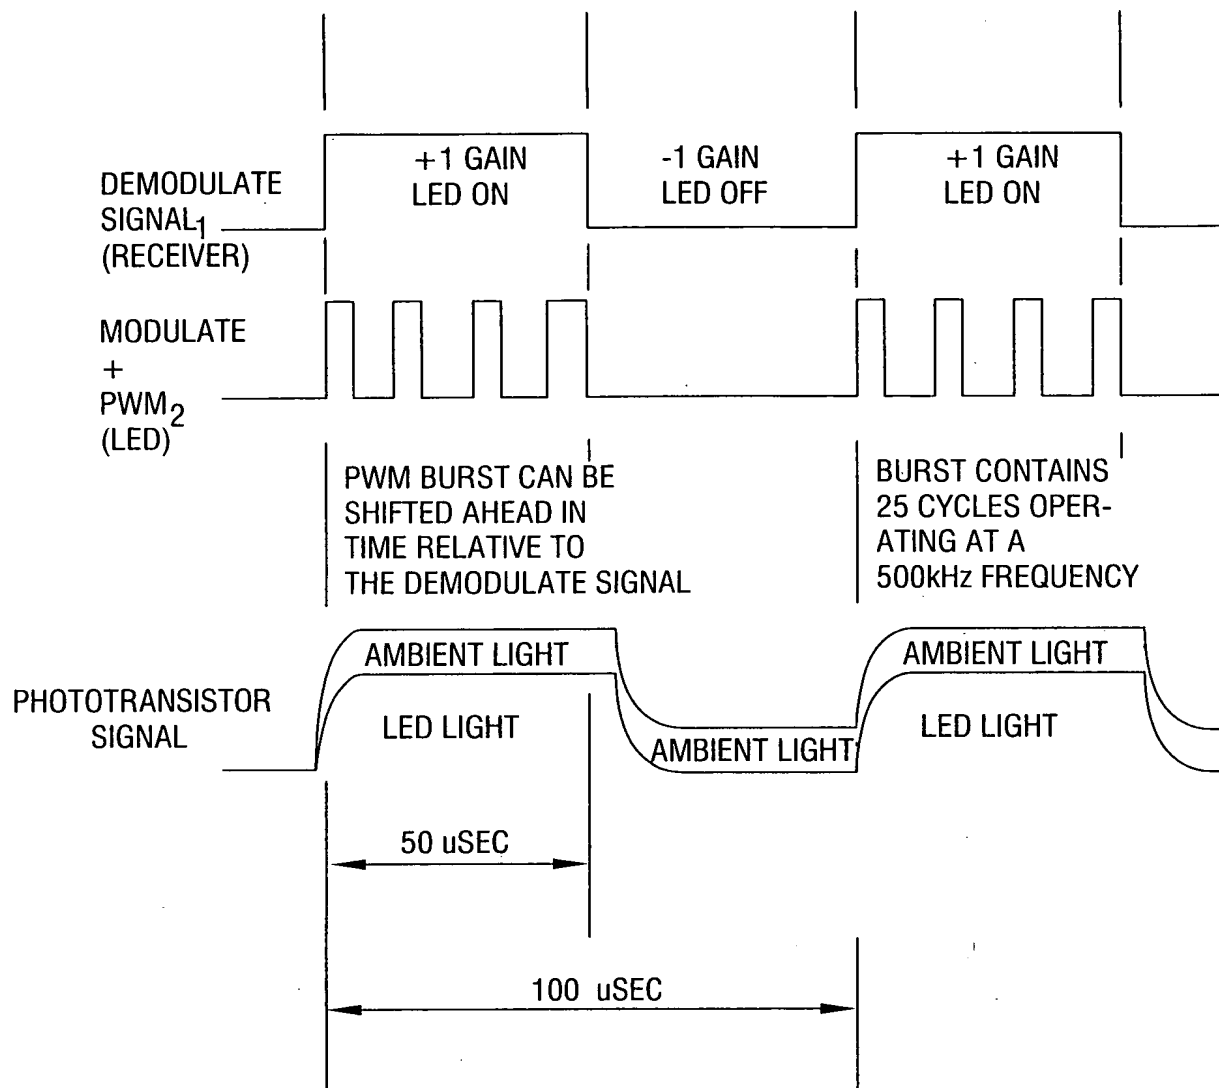 +1 GAIN
LED ON
-1 GAIN
LED OFF
+1 GAIN
LED ON
DEMODULATE
SIGNAL1
(RECEIVER)
MODULATE
+
PWM2
(LED)
PWM BURST CAN BE
SHIFTED AHEAD IN
TIME RELATIVE TO
THE DEMODULATE SIGNAL
BURST CONTAINS
25 CYCLES OPER-
ATING AT A
500kHz FREQUENCY
PHOTOTRANSISTOR
SIGNAL
AMBIENT LIGHT
LED LIGHT
AMBIENT LIGHT
AMBIENT LIGHT
LED LIGHT
50 uSEC
100 uSEC